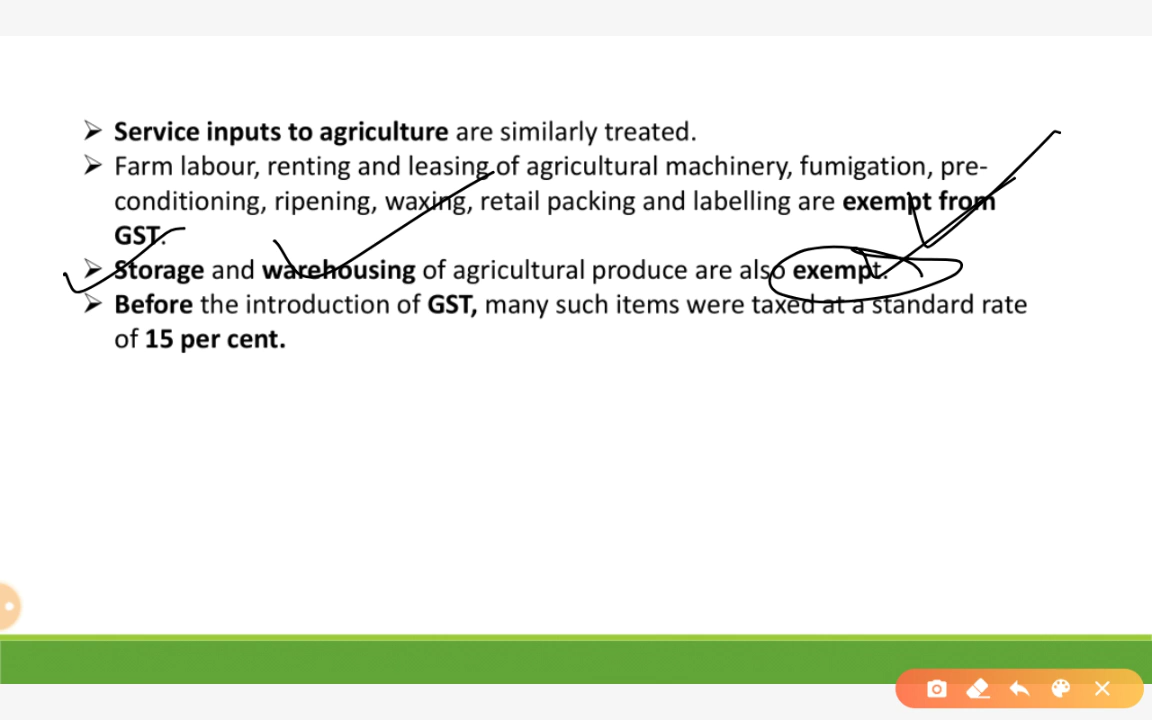 ➢ Service inputs to agriculture are similarly treated.
➢ Farm labour, renting and leasing of agricultural machinery, fumigation, pre-
conditioning, ripening, waxing, retail packing and labelling are exempt from
GST.
➢ Storage and warehousing of agricultural produce are also exempt.
➢ Before the introduction of GST, many such items were taxed at a standard rate
of 15 per cent.